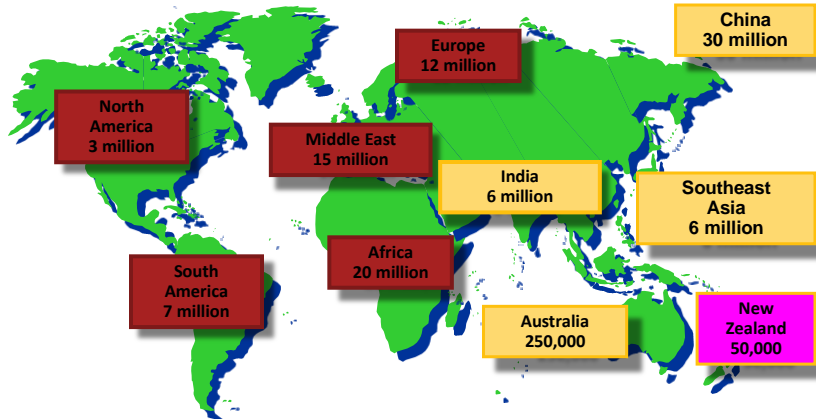 China
30 million
Europe
12 million
North
America
3 million
Middle East
15 million
India
6 million
Southeast
Asia
6 million
Africa
20 million
South
America
7 million
Australia
250,000
New
Zealand
50,000